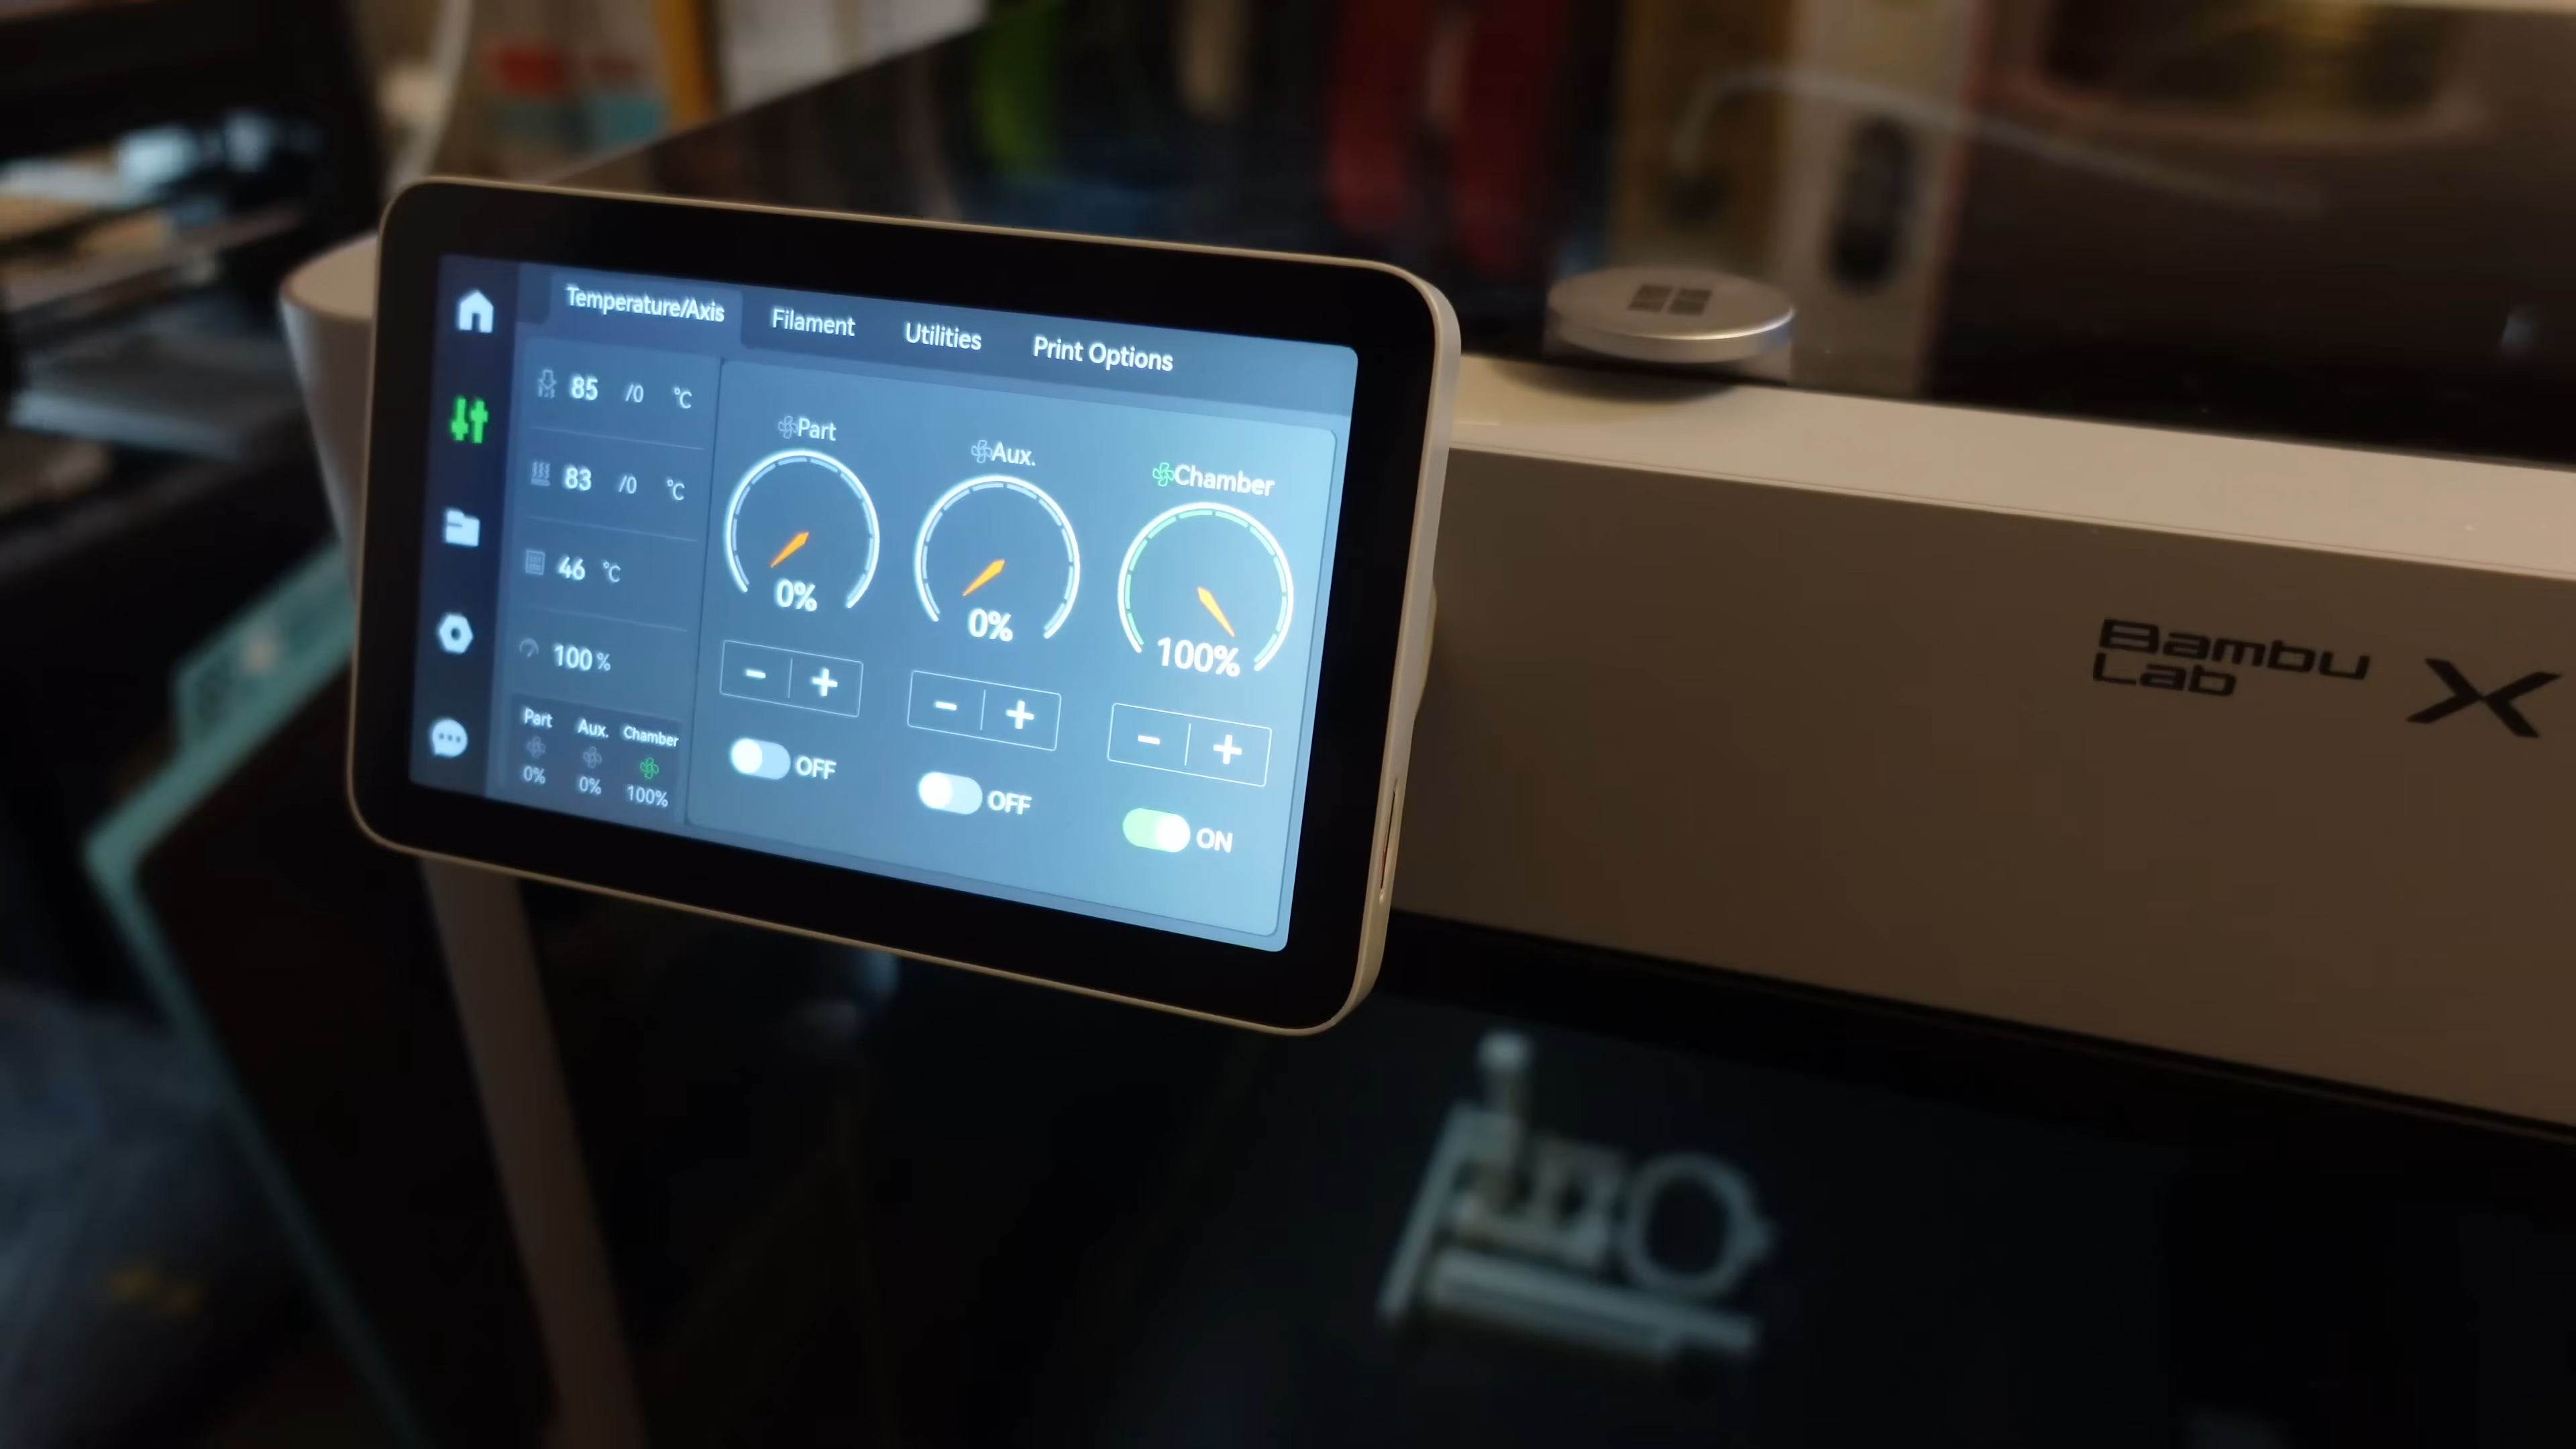 Temperature/Axis Filament Utilities Print Options
85 /0 °C
83 /0 °C
46 °C
100 %
Part Aux. Chamber
0% 0% 100%
Part Aux. Chamber
0% 0% 100%
- + - + - +
OFF OFF ON
Bambu
Lab X